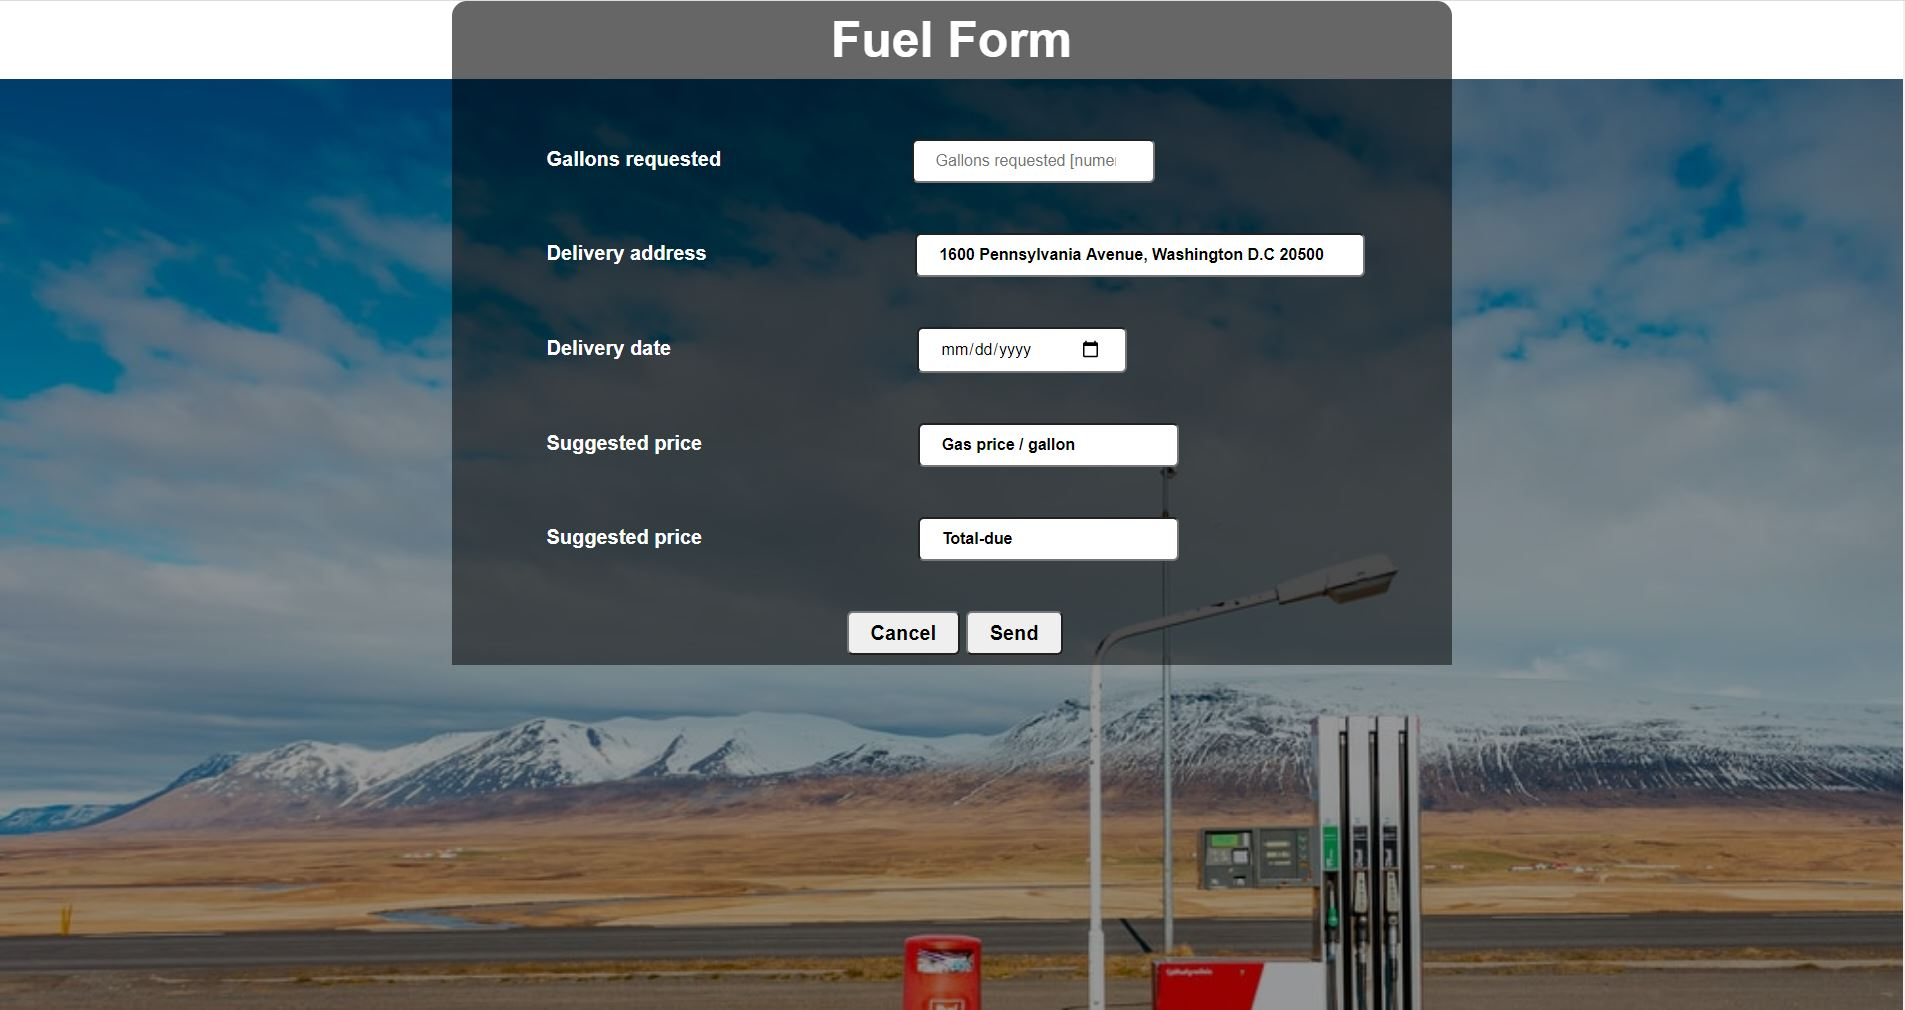 Fuel Form
Gallons requested
Gallons requested [numer
Delivery address
1600 Pennsylvania Avenue, Washington D.C 20500
Delivery date
mm/dd/yyyy
Suggested price
Gas price / gallon
Suggested price
Total-due
Cancel Send